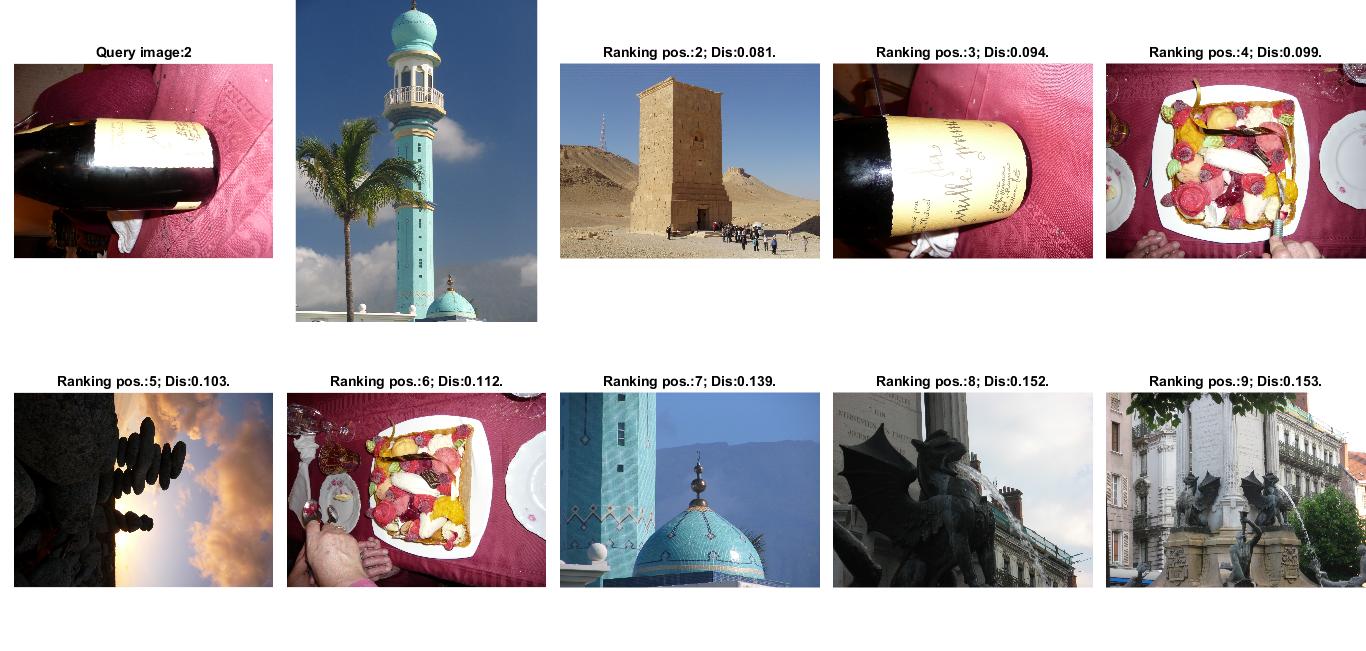 Query image:2
Ranking pos.:2; Dis:0.081.
Ranking pos.:3; Dis:0.094.
Ranking pos.:4; Dis:0.099.
Ranking pos.:5; Dis:0.103.
Ranking pos.:6; Dis:0.112.
Ranking pos.:7; Dis:0.139.
Ranking pos.:8; Dis:0.152.
Ranking pos.:9; Dis:0.153.